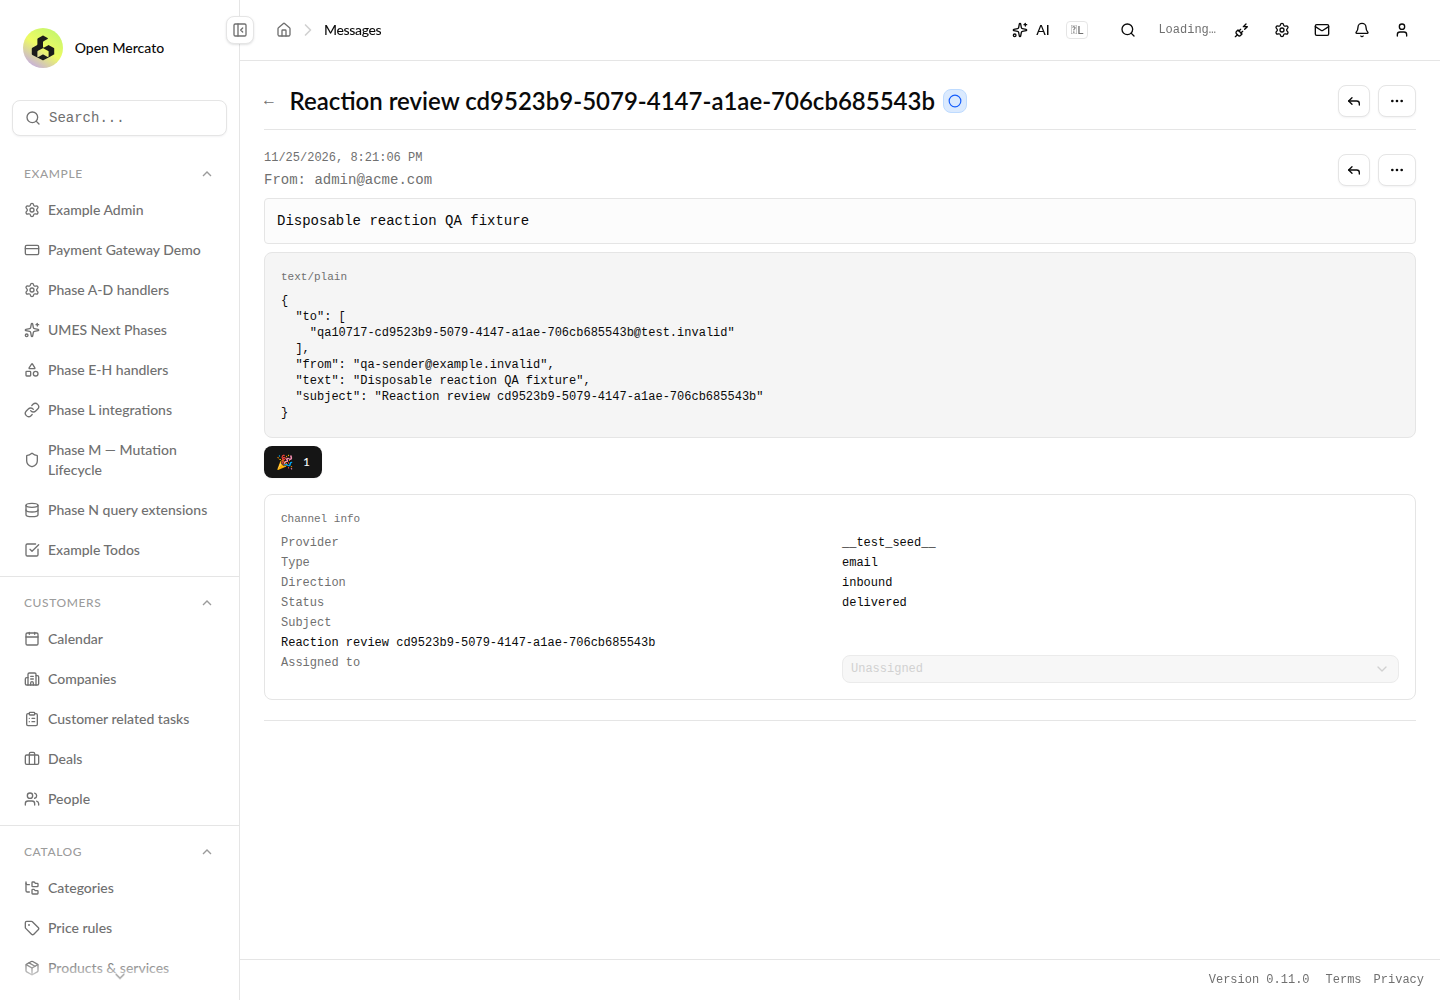 Open Mercato
Search...
EXAMPLE
Example Admin
Payment Gateway Demo
Phase A-D handlers
UMES Next Phases
Phase E-H handlers
Phase L integrations
Phase M — Mutation
Lifecycle
Phase N query extensions
Example Todos
CUSTOMERS
Calendar
Companies
Customer related tasks
Deals
People
CATALOG
Categories
Price rules
Products & services
Messages
AI
L
Loading…
← Reaction review cd9523b9-5079-4147-a1ae-706cb685543b
11/25/2026, 8:21:06 PM
From: admin@acme.com
Disposable reaction QA fixture
text/plain
{
"to": [
"qa10717-cd9523b9-5079-4147-a1ae-706cb685543b@test.invalid"
],
"from": "qa-sender@example.invalid",
"text": "Disposable reaction QA fixture",
"subject": "Reaction review cd9523b9-5079-4147-a1ae-706cb685543b"
}
🎉 1
Channel info
Provider __test_seed__
Type email
Direction inbound
Status delivered
Subject
Reaction review cd9523b9-5079-4147-a1ae-706cb685543b
Assigned to Unassigned
Version 0.11.0 Terms Privacy